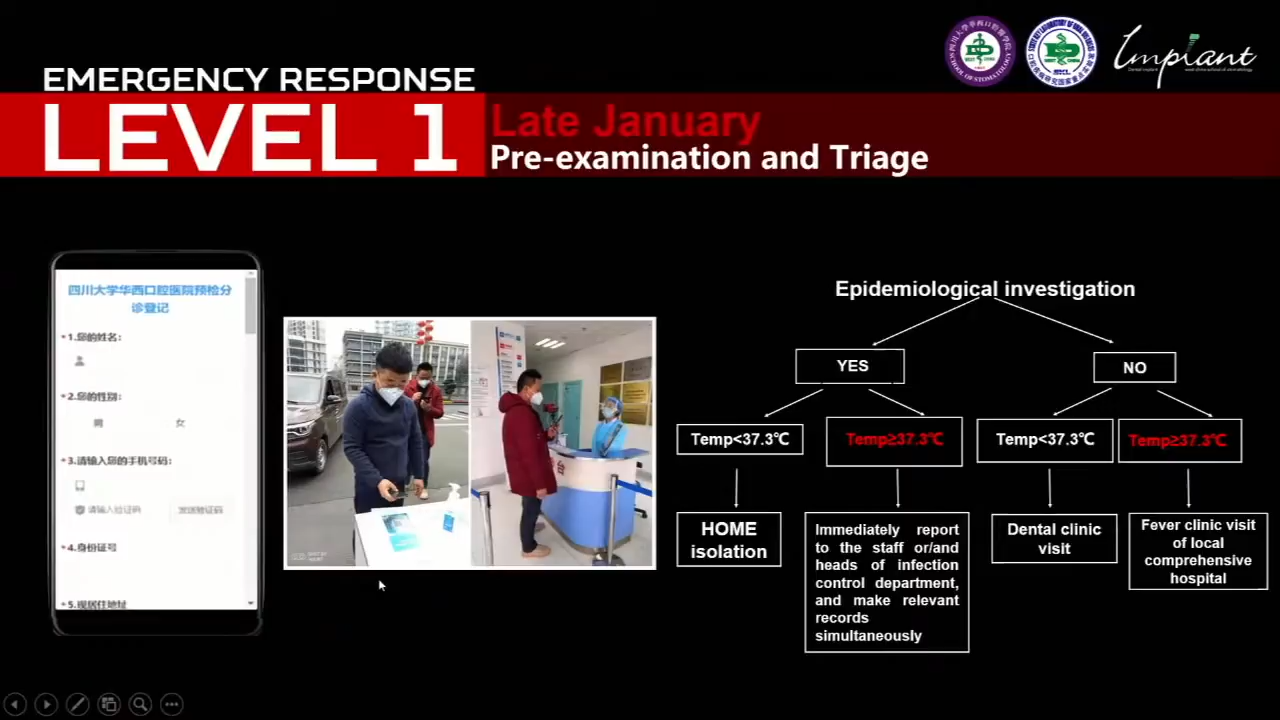 EMERGENCY RESPONSE
LEVEL 1
Late January
Pre-examination and Triage
Implant
四川大学华西口腔医院预检分
诊登记
*1.您的姓名:
*2.您的性别:
男 女
*3.请输入您的手机号码:
请输入验证码 发送验证码
*4.身份证号
*5.现居住地址
Epidemiological investigation
YES
NO
Temp<37.3℃
Temp≥37.3℃
Temp<37.3℃
Temp≥37.3℃
HOME
isolation
Immediately report
to the staff or/and
heads of infection
control department,
and make relevant
records
simultaneously
Dental clinic
visit
Fever clinic visit
of local
comprehensive
hospital